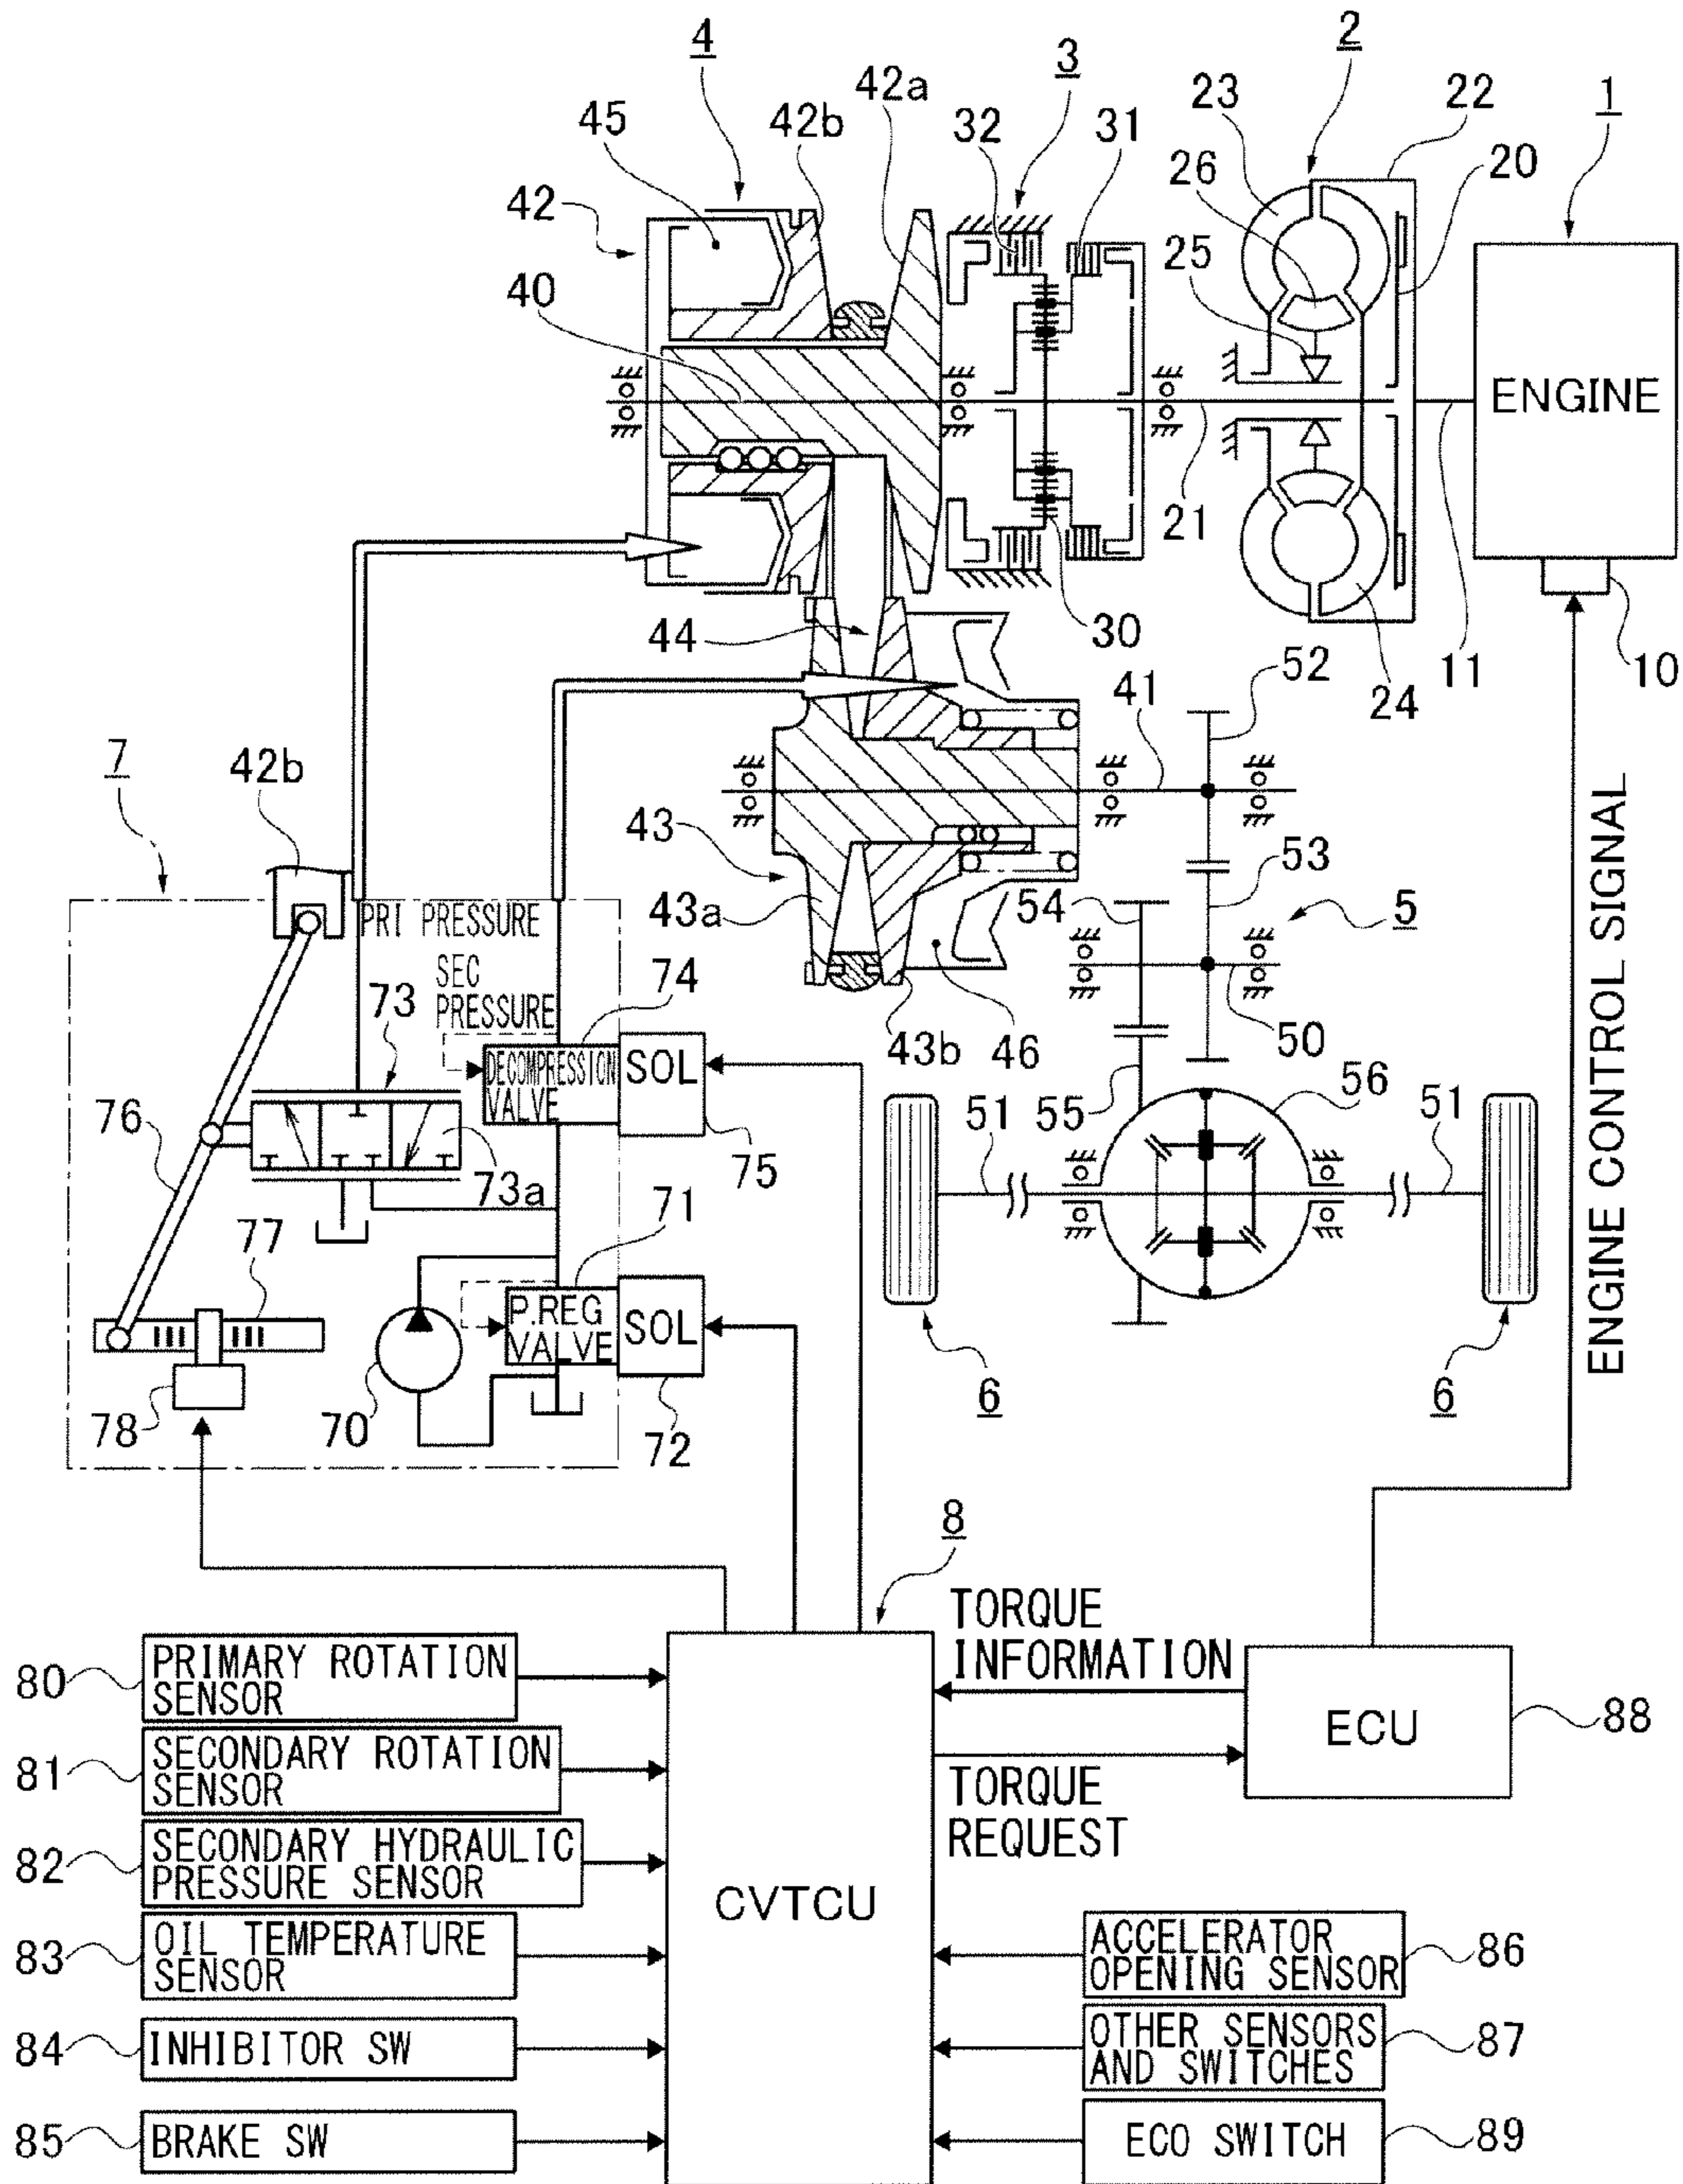 4
3
2
1
42a
42b
45
42
40
32
31
23
22
26
20
25
ENGINE
21
30
44
24
11
10
52
41
7
42b
43
53
54
5
43a
PRI PRESSURE
SEC
PRESSURE
74
73
43b
46
50
DECOMPRESSION
VALVE
SOL
76
75
73a
55
56
51
51
71
77
P.REG
VALVE
SOL
78
70
72
6
6
ENGINE CONTROL SIGNAL
8
TORQUE
INFORMATION
80
PRIMARY ROTATION
SENSOR
81
SECONDARY ROTATION
SENSOR
ECU
88
TORQUE
REQUEST
82
SECONDARY HYDRAULIC
PRESSURE SENSOR
CVTCU
83
OIL TEMPERATURE
SENSOR
ACCELERATOR
OPENING SENSOR
86
84
INHIBITOR SW
OTHER SENSORS
AND SWITCHES
87
85
BRAKE SW
ECO SWITCH
89